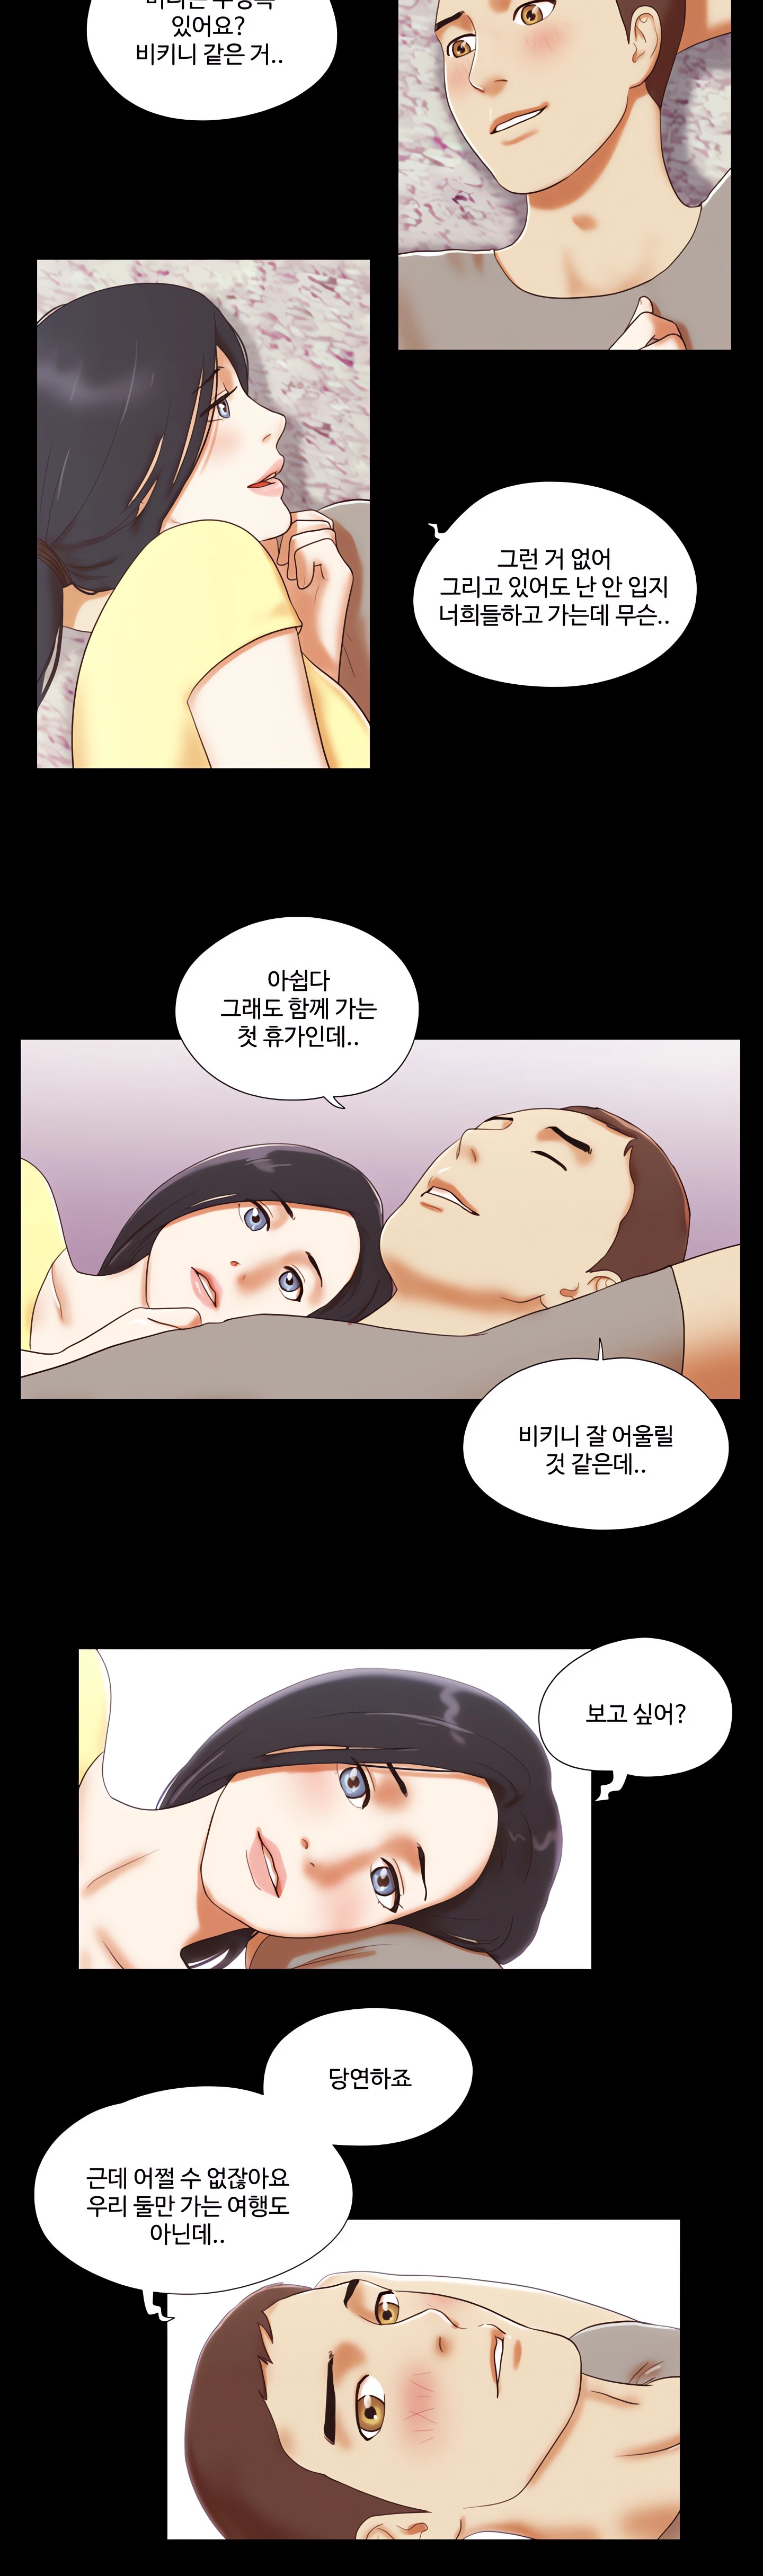 있어요?
비키니 같은 거..
그런 거 없어
그리고 있어도 난 안 입지
너희들하고 가는데 무슨..
아쉽다
그래도 함께 가는
첫 휴가인데..
비키니 잘 어울릴
것 같은데..
보고 싶어?
당연하죠
근데 어쩔 수 없잖아요
우리 둘만 가는 여행도
아닌데..